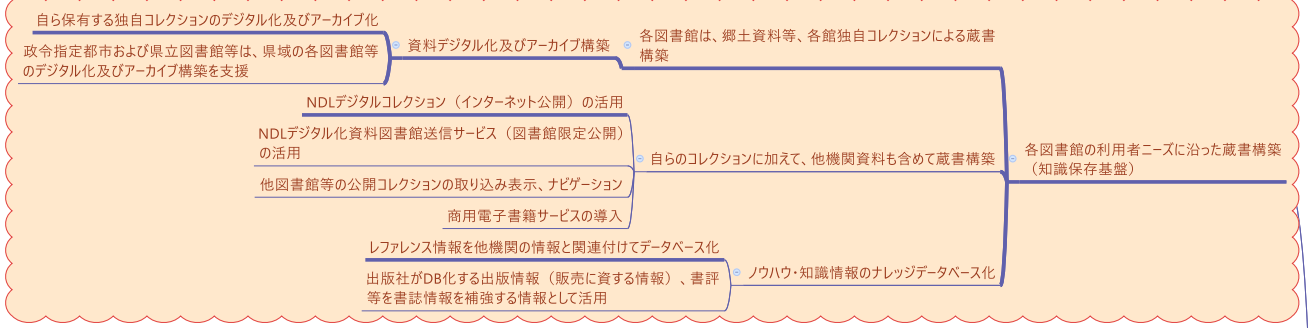 自ら保有する独自コレクションのデジタル化及びアーカイブ化
政令指定都市および県立図書館等は、県域の各図書館等
のデジタル化及びアーカイブ構築を支援
資料デジタル化及びアーカイブ構築
各図書館は、郷土資料等、各館独自コレクションによる蔵書
構築
NDLデジタルコレクション（インターネット公開）の活用
NDLデジタル化資料図書館送信サービス（図書館限定公開）
の活用
他図書館等の公開コレクションの取り込み表示、ナビゲーション
商用電子書籍サービスの導入
自らのコレクションに加えて、他機関資料も含めて蔵書構築
レファレンス情報を他機関の情報と関連付けてデータベース化
出版社がDB化する出版情報（販売に資する情報）、書評
等を書誌情報を補強する情報として活用
ノウハウ・知識情報のナレッジデータベース化
各図書館の利用者ニーズに沿った蔵書構築
（知識保存基盤）